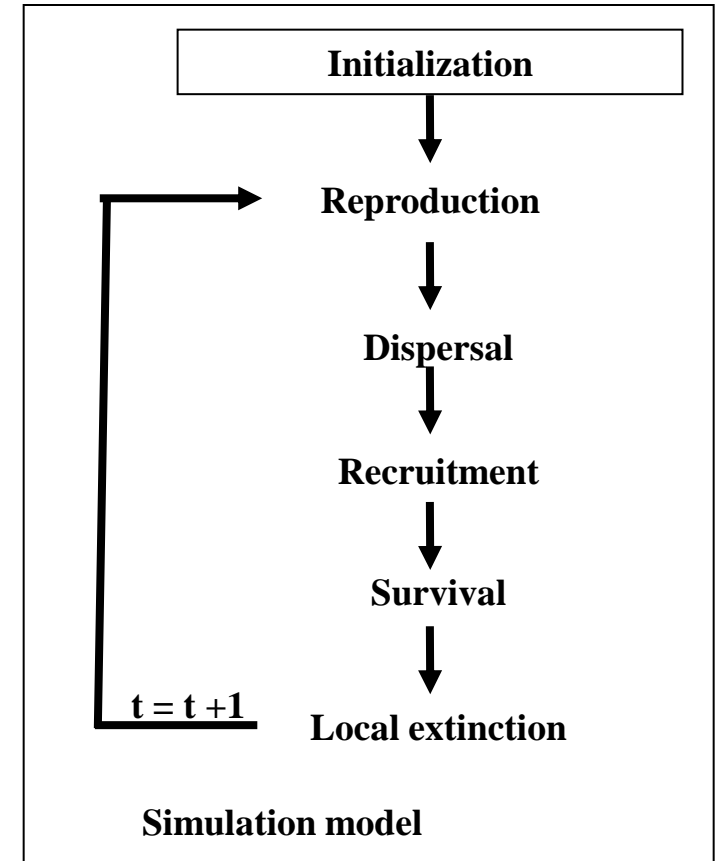 Initialization
Reproduction
Dispersal
Recruitment
Survival
t = t +1
Local extinction
Simulation model